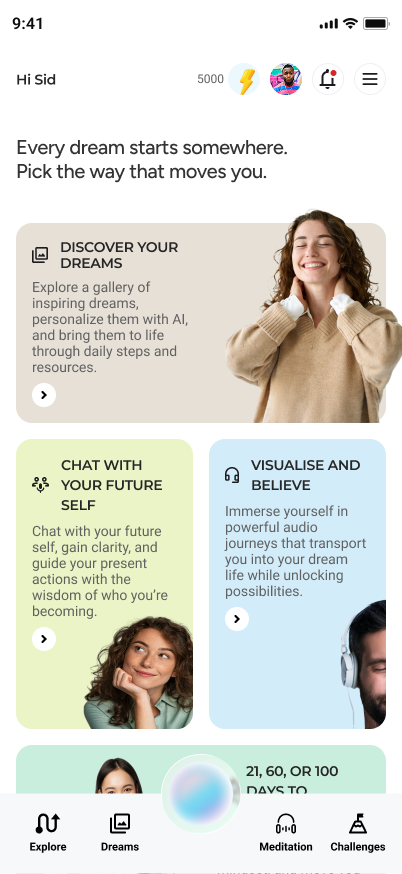 9:41
Hi Sid
5000
Every dream starts somewhere.
Pick the way that moves you.
DISCOVER YOUR
DREAMS
Explore a gallery of
inspiring dreams,
personalize them with AI,
and bring them to life
through daily steps and
resources.
CHAT WITH
YOUR FUTURE
SELF
Chat with your future
self, gain clarity, and
guide your present
actions with the
wisdom of who you're
becoming.
VISUALISE AND
BELIEVE
Immerse yourself in
powerful audio
journeys that transport
you into your dream
life while unlocking
possibilities.
21, 60, OR 100
DAYS TO
Explore
Dreams
Meditation
Challenges